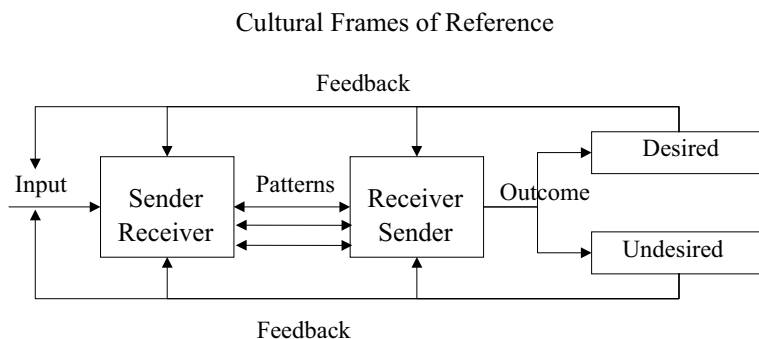 Cultural Frames of Reference
Feedback
Input
Sender
Receiver
Patterns
Receiver
Sender
Outcome
Desired
Undesired
Feedback